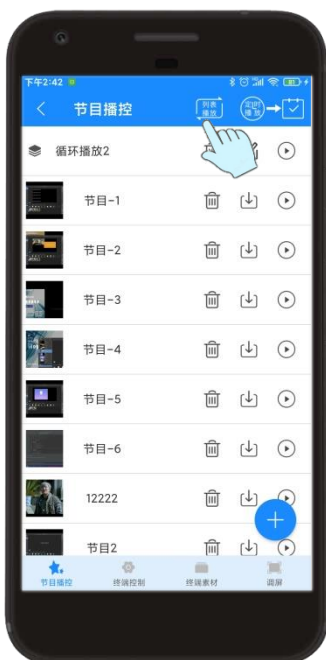 下午2:42
节目播控
列表
播放
定时
播放
循环播放2
节目-1
节目-2
节目-3
节目-4
节目-5
节目-6
12222
节目2
节目播控 终端控制 终端素材 调屏